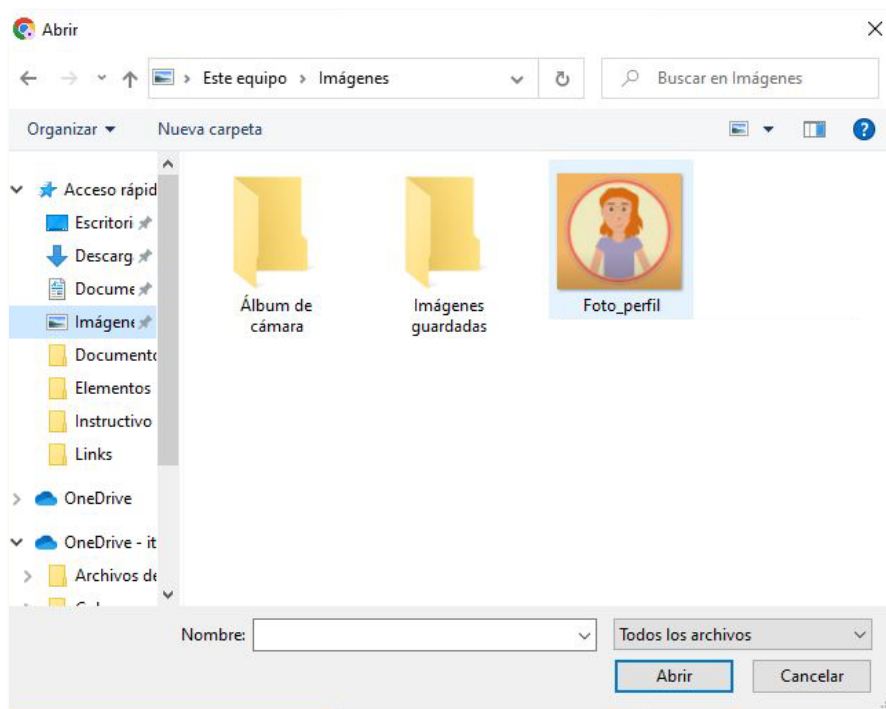 Abrir
Este equipo > Imágenes
Buscar en Imágenes
Organizar
Nueva carpeta
Acceso rápid
Escritori
Descarg
Docume
Imágene
Documento
Elementos
Instructivo
Links
OneDrive
OneDrive - it
Archivos de
Álbum de
cámara
Imágenes
guardadas
Foto_perfil
Nombre:
Todos los archivos
Abrir
Cancelar